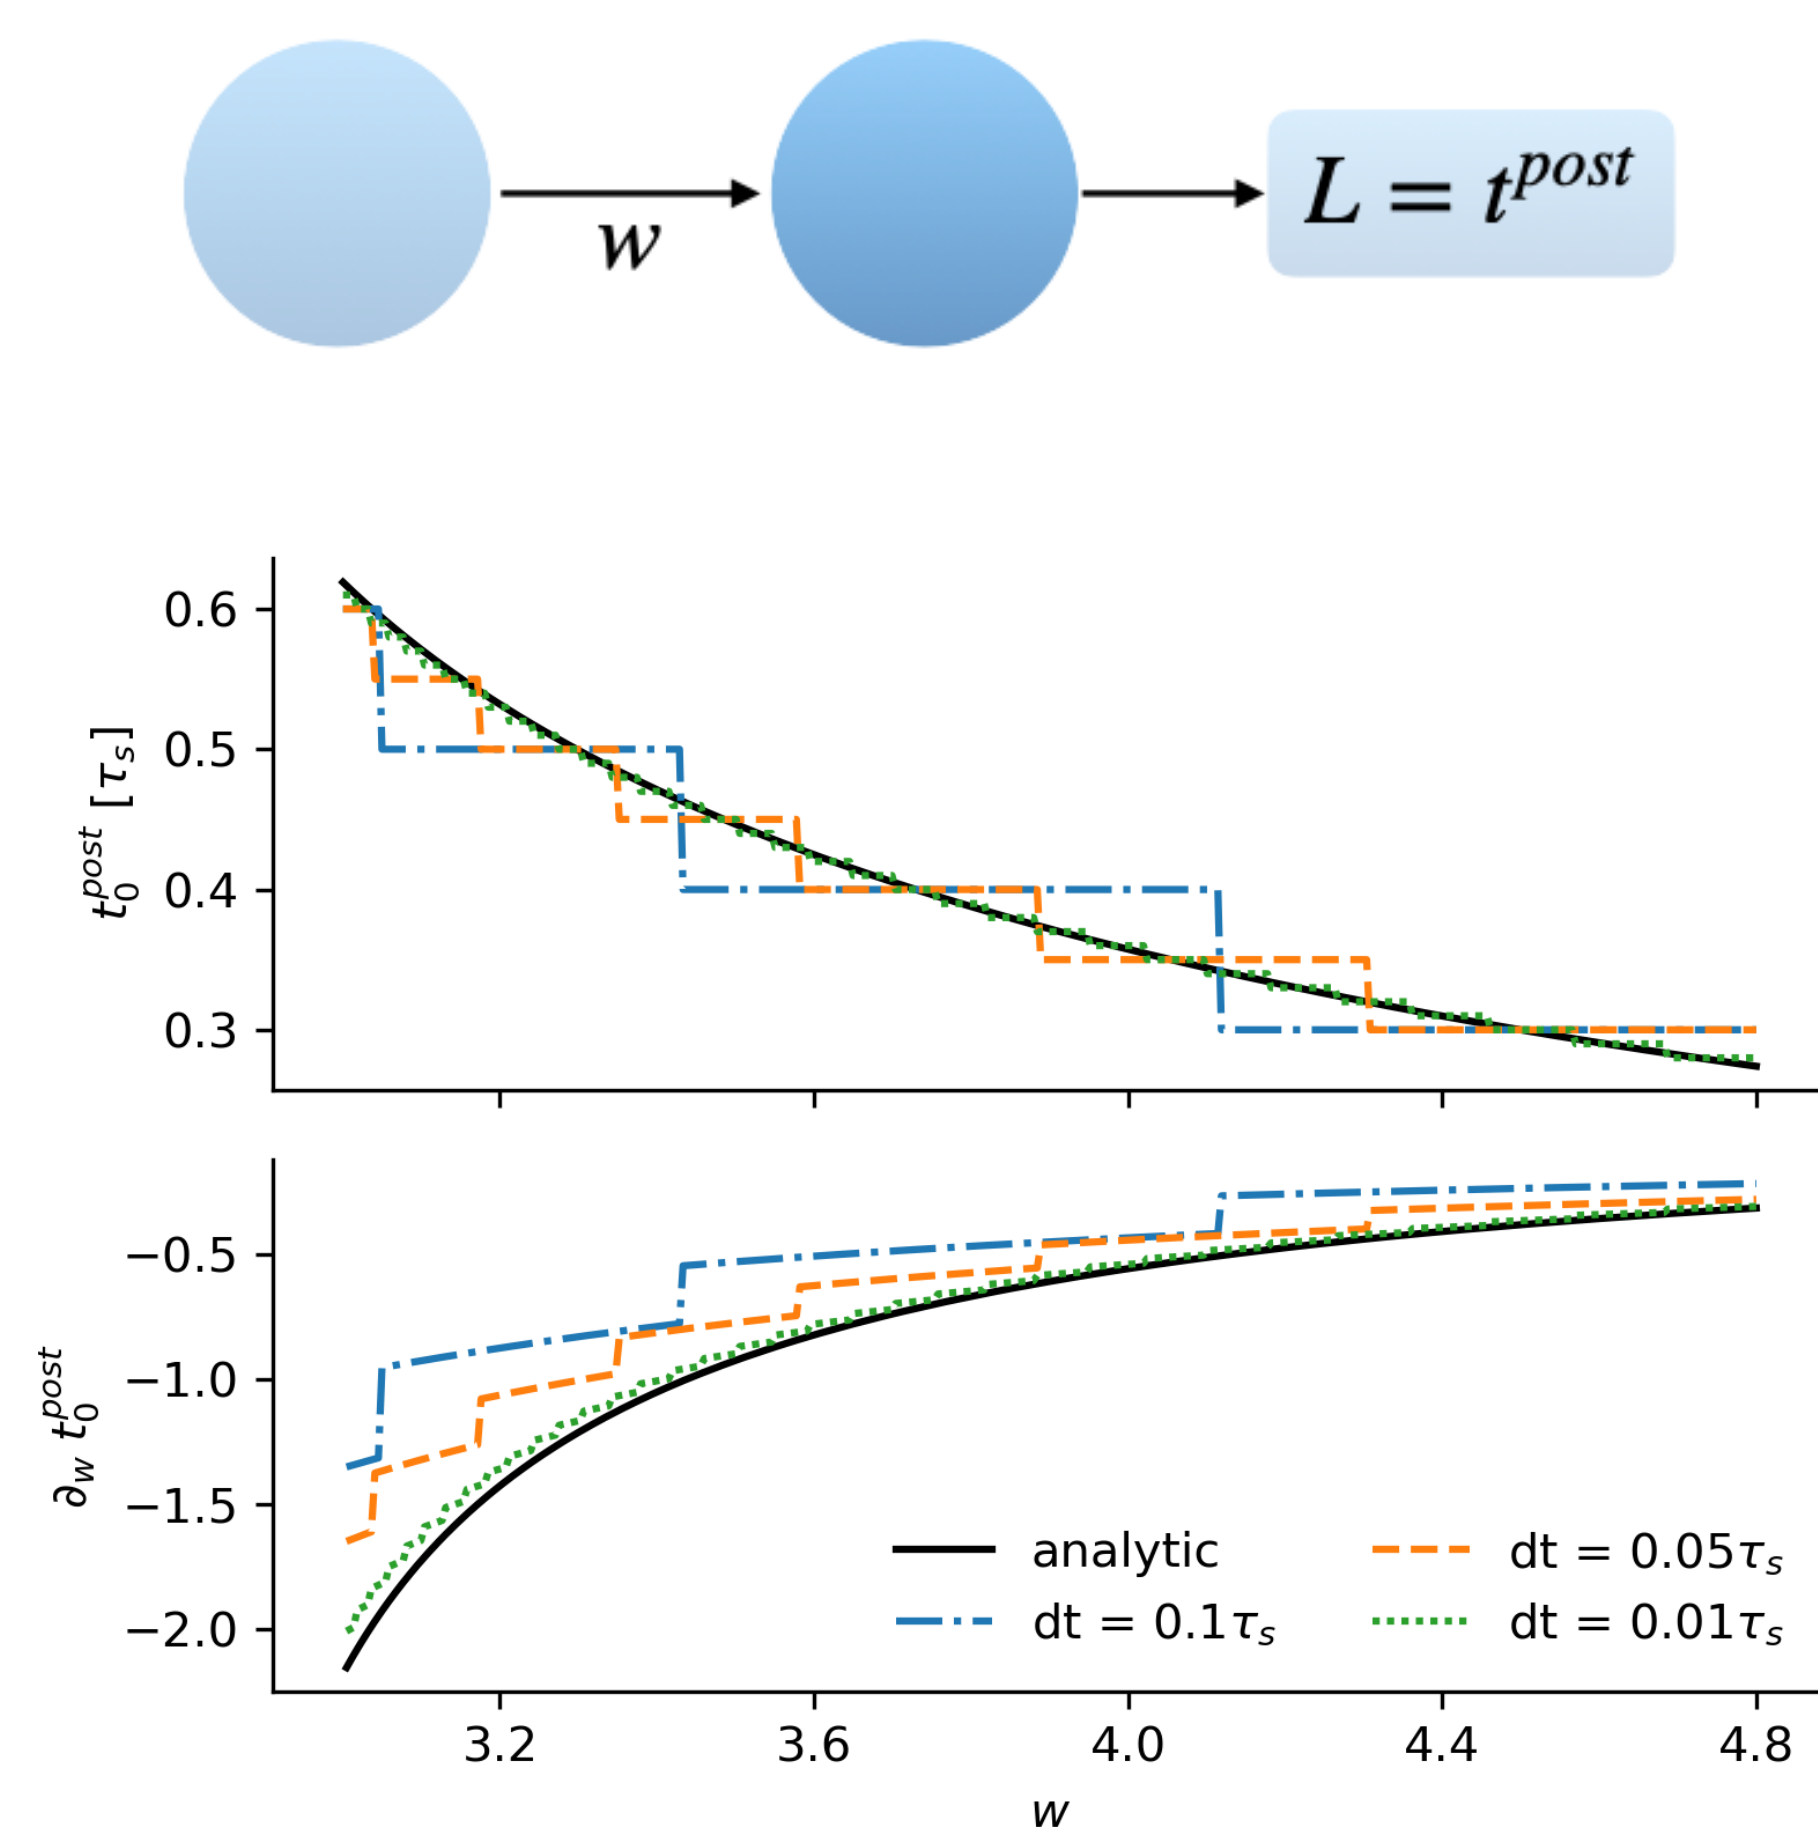 w
L = t^{post}
t_0^{post} [τ_s]
0.6
0.5
0.4
0.3
∂_w t_0^{post}
−0.5
−1.0
−1.5
−2.0
analytic
dt = 0.1τ_s
dt = 0.05τ_s
dt = 0.01τ_s
3.2 3.6 4.0 4.4 4.8
w